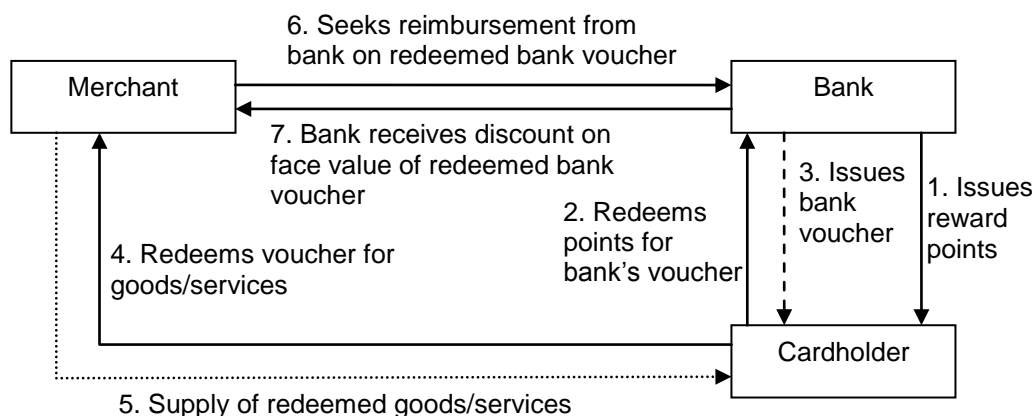 6. Seeks reimbursement from
bank on redeemed bank voucher
Merchant
Bank
7. Bank receives discount on
face value of redeemed bank
voucher
3. Issues
bank
voucher
1. Issues
reward
points
2. Redeems
points for
bank's voucher
4. Redeems voucher for
goods/services
Cardholder
5. Supply of redeemed goods/services